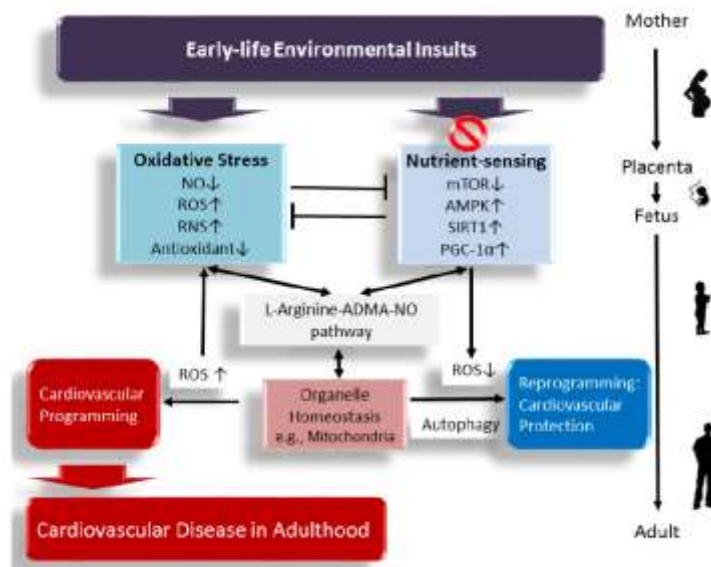 Early-life Environmental Insults
Mother
Oxidative Stress
NO↓
ROS↑
RNS↑
Antioxidant↓
Nutrient-sensing
mTOR↓
AMPK↑
SIRT1↑
PGC-1α↑
Placenta
Fetus
L-Arginine-ADMA-NO
pathway
ROS ↑
ROS↓
Cardiovascular
Programming
Organelle
Homeostasis
e.g., Mitochondria
Autophagy
Reprogramming:
Cardiovascular
Protection
Cardiovascular Disease in Adulthood
Adult